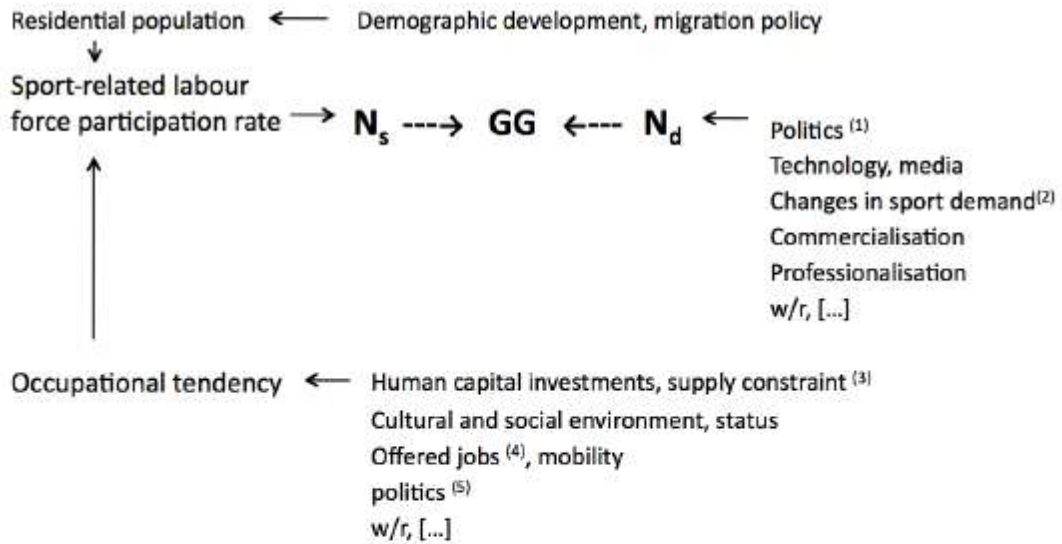 Residential population
Demographic development, migration policy
Sport-related labour
force participation rate
Ns
GG
Nd
Politics (1)
Technology, media
Changes in sport demand(2)
Commercialisation
Professionalisation
w/r, [...]
Occupational tendency
Human capital investments, supply constraint (3)
Cultural and social environment, status
Offered jobs (4), mobility
politics (5)
w/r, [...]